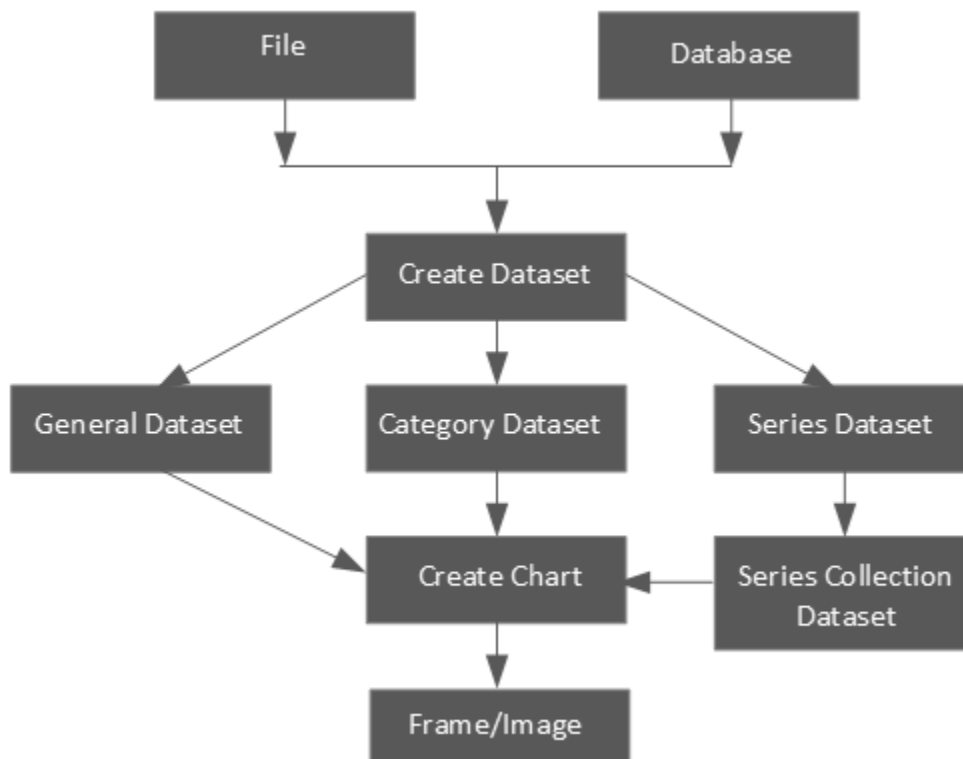 File
Database
Create Dataset
General Dataset
Category Dataset
Series Dataset
Create Chart
Series Collection
Dataset
Frame/Image